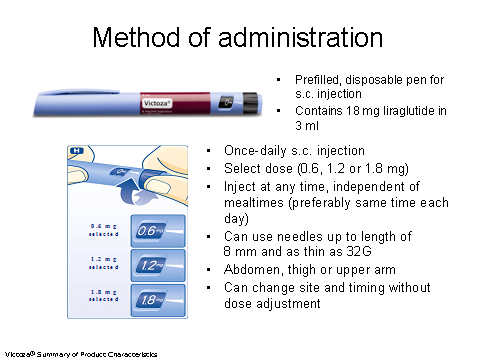 Method of administration
Victoza®
• Prefilled, disposable pen for
s.c. injection
• Contains 18 mg liraglutide in
3 ml
H
0.6 mg
selected
0.6
1.2 mg
selected
1.2
1.8 mg
selected
1.8
• Once-daily s.c. injection
• Select dose (0.6, 1.2 or 1.8 mg)
• Inject at any time, independent of
mealtimes (preferably same time each
day)
• Can use needles up to length of
8 mm and as thin as 32G
• Abdomen, thigh or upper arm
• Can change site and timing without
dose adjustment
Victoza® Summary of Product Characteristics